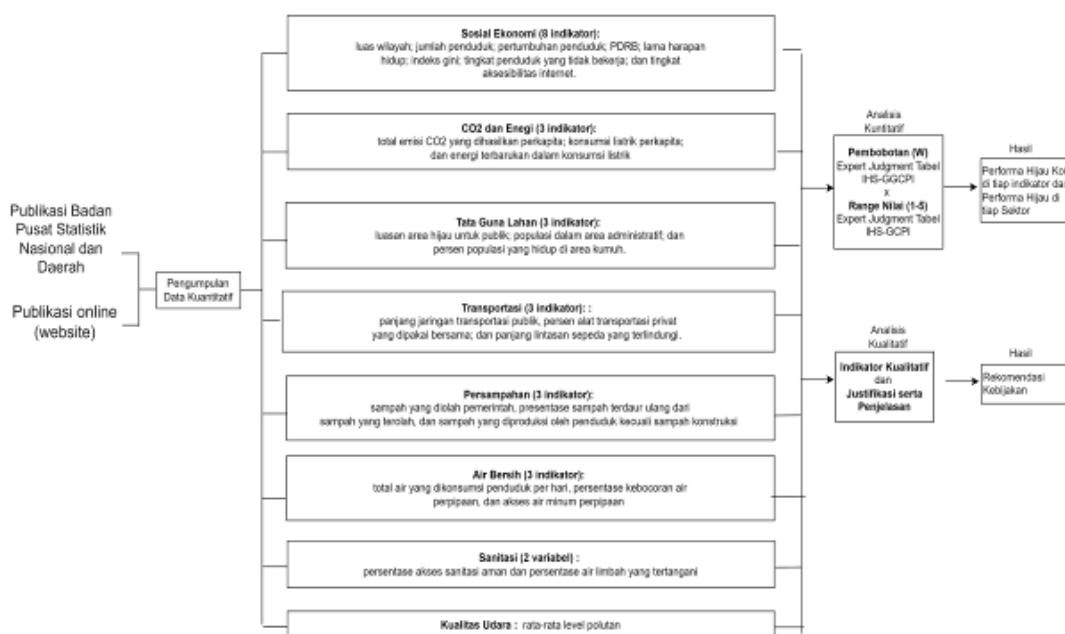 Publikasi Badan
Pusat Statistik
Nasional dan
Daerah
Publikasi online
(website)
Pengumpulan
Data Kuantitatif
Sosial Ekonomi (8 indikator):
luas wilayah; jumlah penduduk; pertumbuhan penduduk; PDRB; lama harapan
hidup; indeks gini; tingkat penduduk yang tidak bekerja; dan tingkat
aksesibilitas internet.
CO2 dan Enegi (3 indikator):
total emisi CO2 yang dihasilkan perkapita; konsumsi listrik perkapita;
dan energi terbarukan dalam konsumsi listrik
Tata Guna Lahan (3 indikator):
luasan area hijau untuk publik; populasi dalam area administratif; dan
persen populasi yang hidup di area kumuh.
Transportasi (3 indikator): :
panjang jaringan transportasi publik, persen alat transportasi privat
yang dipakai bersama; dan panjang lintasan sepeda yang terlindungi.
Persampahan (3 indikator):
sampah yang diolah pemerintah, presentase sampah terdaur ulang dari
sampah yang terolah, dan sampah yang diproduksi oleh penduduk kecuali sampah konstruksi
Air Bersih (3 indikator):
total air yang dikonsumsi penduduk per hari, persentase kebocoran air
perpipaan, dan akses air minum perpipaan
Sanitasi (2 variabel) :
persentase akses sanitasi aman dan persentase air limbah yang tertangani
Kualitas Udara : rata-rata level polutan
Analisis
Kuntitatif
Pembobotan (W)
Expert Judgment Tabel
IHS-GGCPI
x
Range Nilai (1-5)
Expert Judgment Tabel
IHS-GCPI
Hasil
Performa Hijau Kot
di tiap indikator dan
Performa Hijau di
tiap Sektor
Analisis
Kualitatif
Indikator Kualitatif
dan
Justifikasi serta
Penjelasan
Hasil
Rekomendasi
Kebijakan